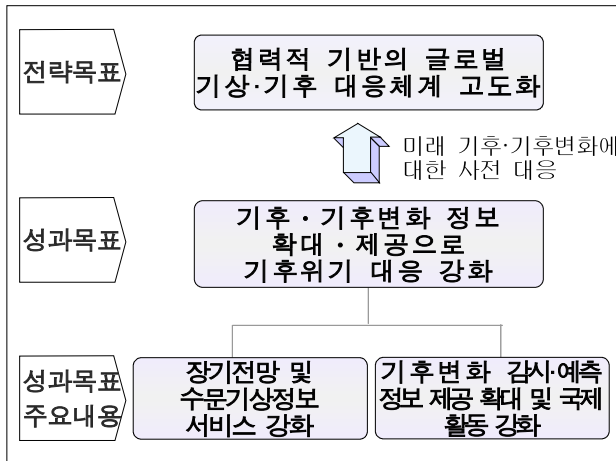 전략목표
협력적 기반의 글로벌
기상·기후 대응체계 고도화
미래 기후·기후변화에
대한 사전 대응
성과목표
기후·기후변화 정보
확대·제공으로
기후위기 대응 강화
성과목표
주요내용
장기전망 및
수문기상정보
서비스 강화
기후변화 감시·예측
정보 제공 확대 및 국제
활동 강화